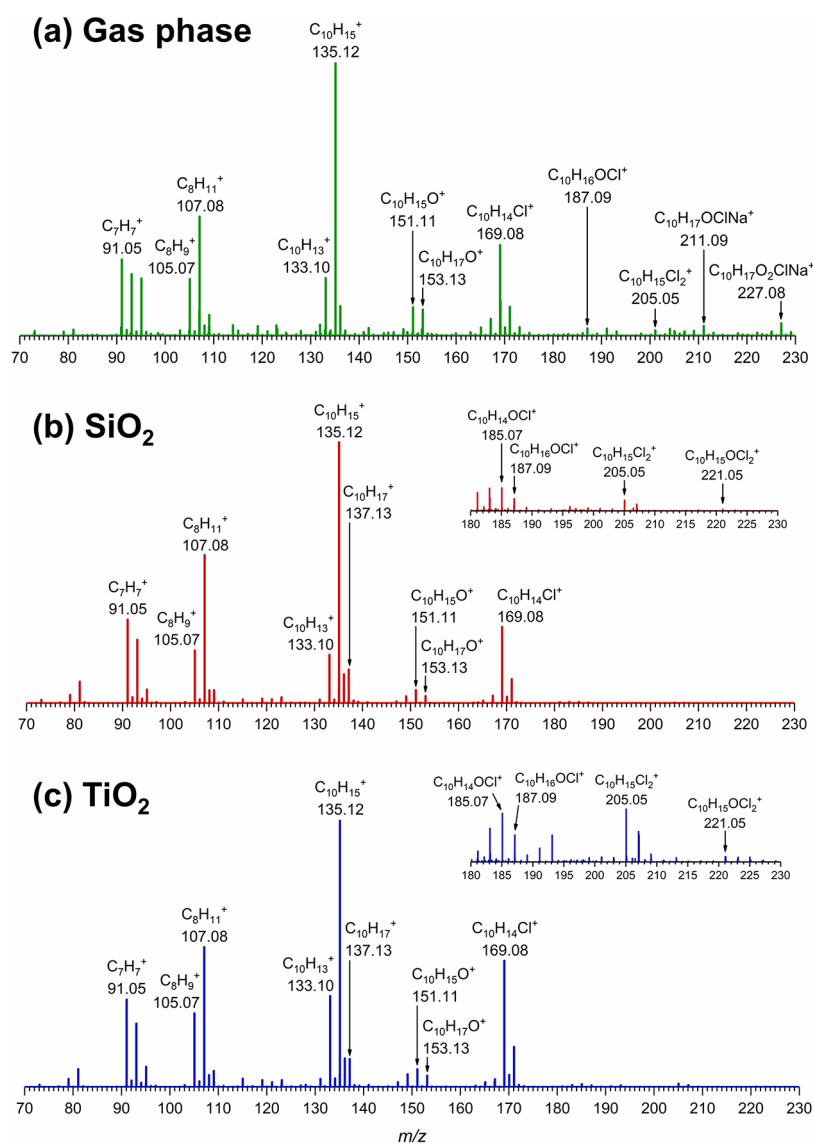 (a) Gas phase
C10H15+
135.12
C8H11+
107.08
C7H7+
91.05
C8H9+
105.07
C10H13+
133.10
C10H15O+
151.11
C10H17O+
153.13
C10H14Cl+
169.08
C10H16OCl+
187.09
C10H15Cl2+
205.05
C10H17OClNa+
211.09
C10H17O2ClNa+
227.08
70 80 90 100 110 120 130 140 150 160 170 180 190 200 210 220 230
(b) SiO2
C10H15+
135.12
C10H17+
137.13
C8H11+
107.08
C7H7+
91.05
C8H9+
105.07
C10H13+
133.10
C10H15O+
151.11
C10H17O+
153.13
C10H14Cl+
169.08
C10H14OCl+
185.07
C10H16OCl+
187.09
C10H15Cl2+
205.05
C10H15OCl2+
221.05
180 185 190 195 200 205 210 215 220 225 230
70 80 90 100 110 120 130 140 150 160 170 180 190 200 210 220 230
(c) TiO2
C10H15+
135.12
C10H17+
137.13
C8H11+
107.08
C7H7+
91.05
C8H9+
105.07
C10H13+
133.10
C10H15O+
151.11
C10H17O+
153.13
C10H14Cl+
169.08
C10H14OCl+
185.07
C10H16OCl+
187.09
C10H15Cl2+
205.05
C10H15OCl2+
221.05
180 185 190 195 200 205 210 215 220 225 230
70 80 90 100 110 120 130 140 150 160 170 180 190 200 210 220 230
m/z